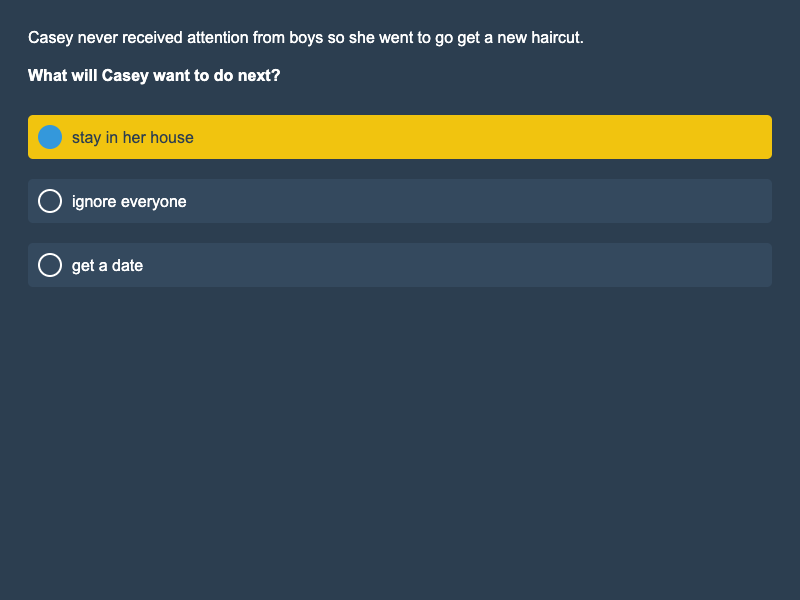 Casey never received attention from boys so she went to go get a new haircut.
What will Casey want to do next?
stay in her house
ignore everyone
get a date